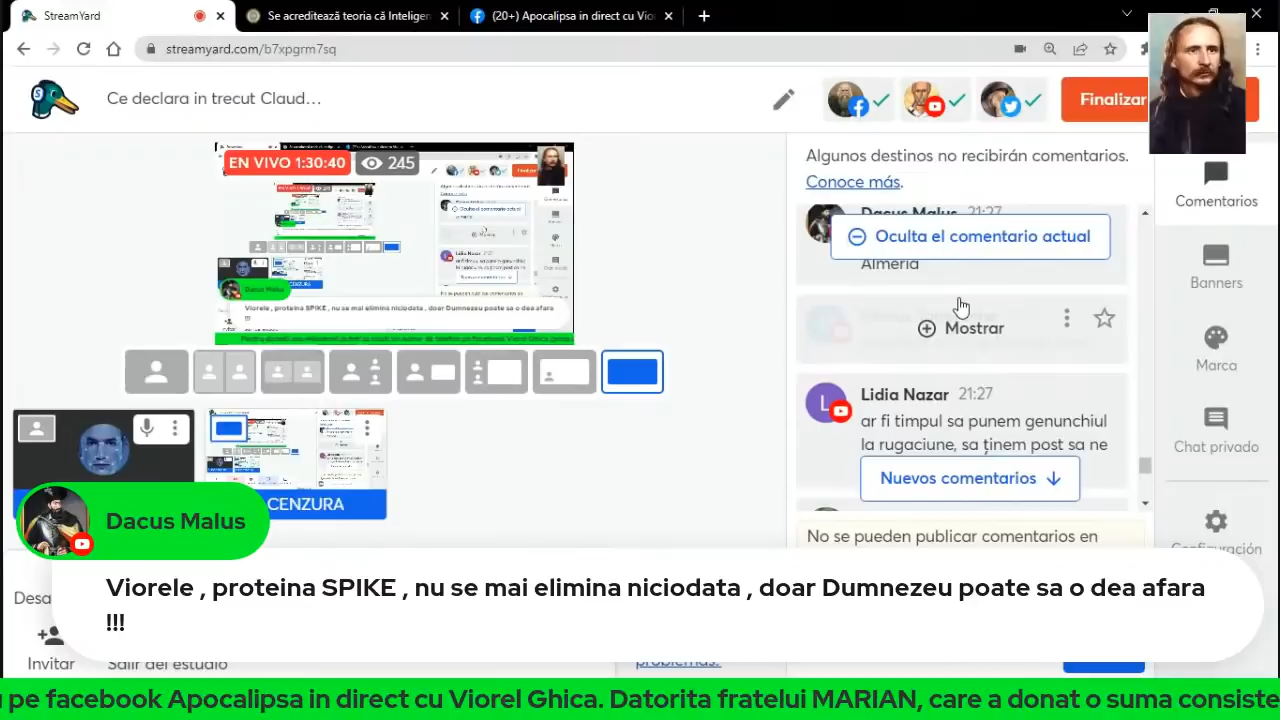 StreamYard
Se acreditează teoria că Inteligen
(20+) Apocalipsa in direct cu Vio
streamyard.com/b7xpgrm7sq
Ce declara in trecut Claud...
Finalizar
EN VIVO 1:30:40
245
Algunos destinos no recibirán comentarios.
Conoce más.
Dacus Malus 21:27
Oculta el comentario actual
Almeria
Mostrar
Lidia Nazar 21:27
ar fi timpul sa punem genunchiul
la rugaciune, sa ținem post sa ne
Nuevos comentarios
No se pueden publicar comentarios en
problemas.
Comentarios
Banners
Marca
Chat privado
Configuración
CENZURA
Dacus Malus
Viorele , proteina SPIKE , nu se mai elimina niciodata , doar Dumnezeu poate sa o dea afara
!!!
Desa
Invitar
Salir del estudio
pe facebook Apocalipsa in direct cu Viorel Ghica. Datorita fratelui MARIAN, care a donat o suma consiste